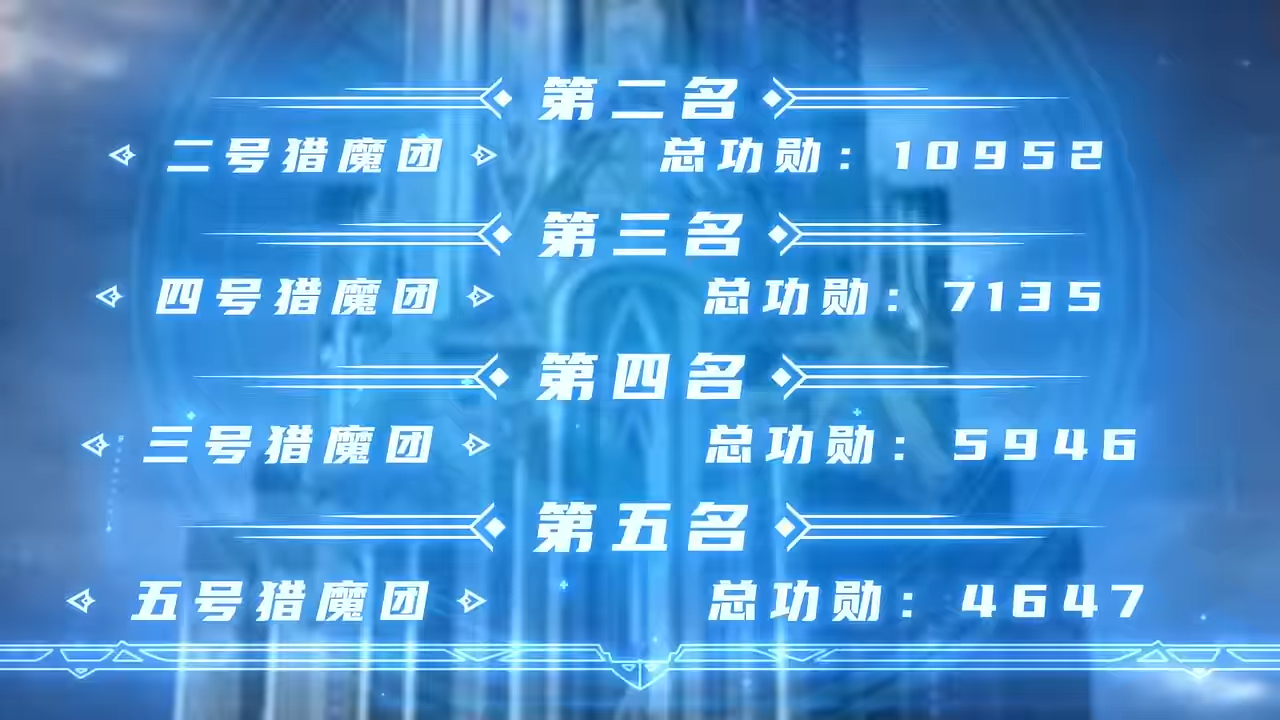 第二名
二号猎魔团 总功勋：10952
第三名
四号猎魔团 总功勋：7135
第四名
三号猎魔团 总功勋：5946
第五名
五号猎魔团 总功勋：4647